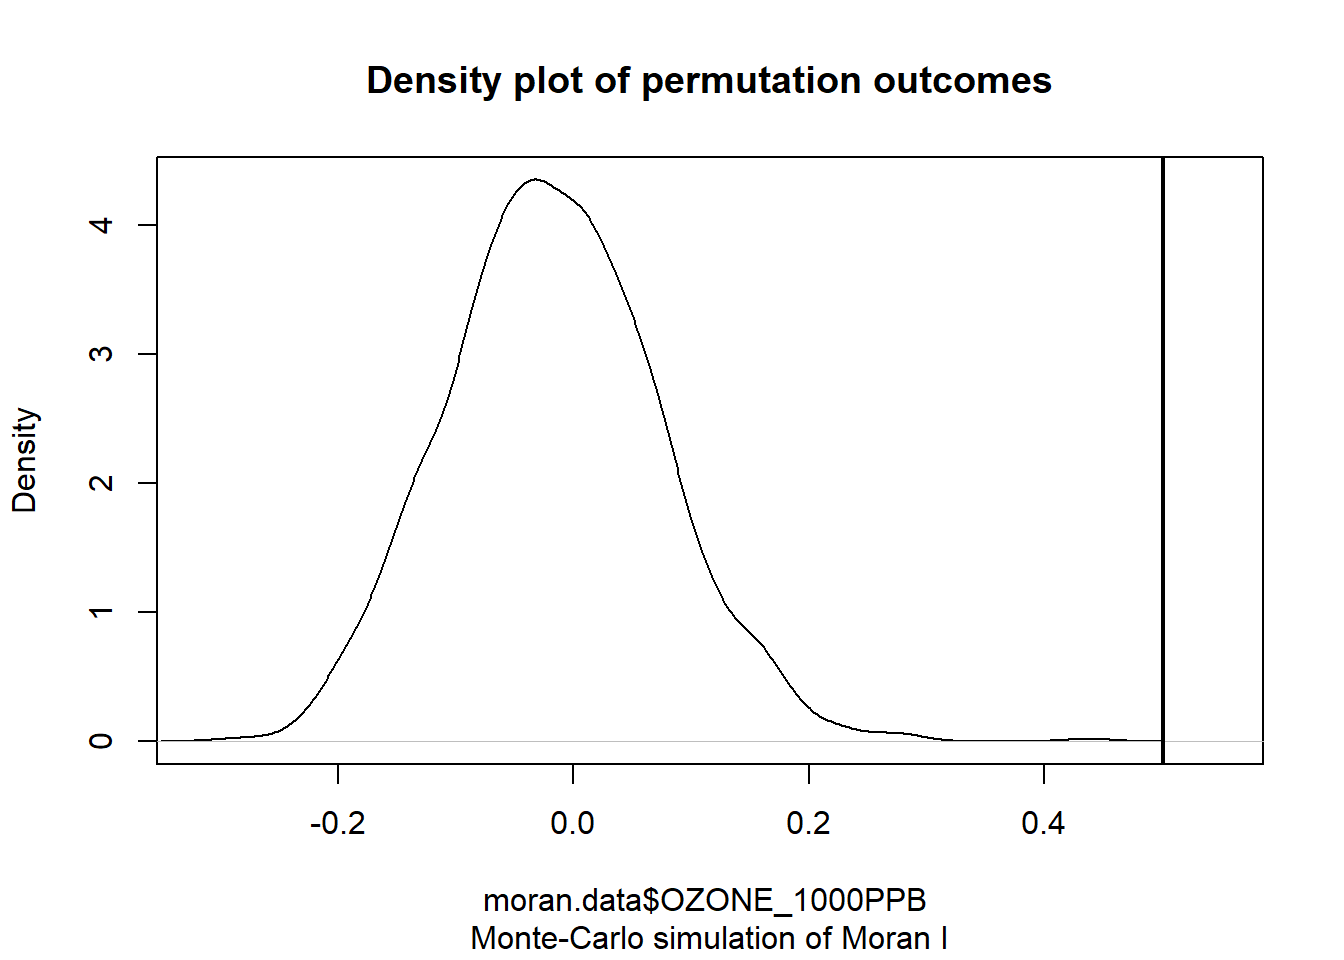 Density plot of permutation outcomes
Density
4
3
2
1
0
-0.2 0.0 0.2 0.4
moran.data$OZONE_1000PPB
Monte-Carlo simulation of Moran I